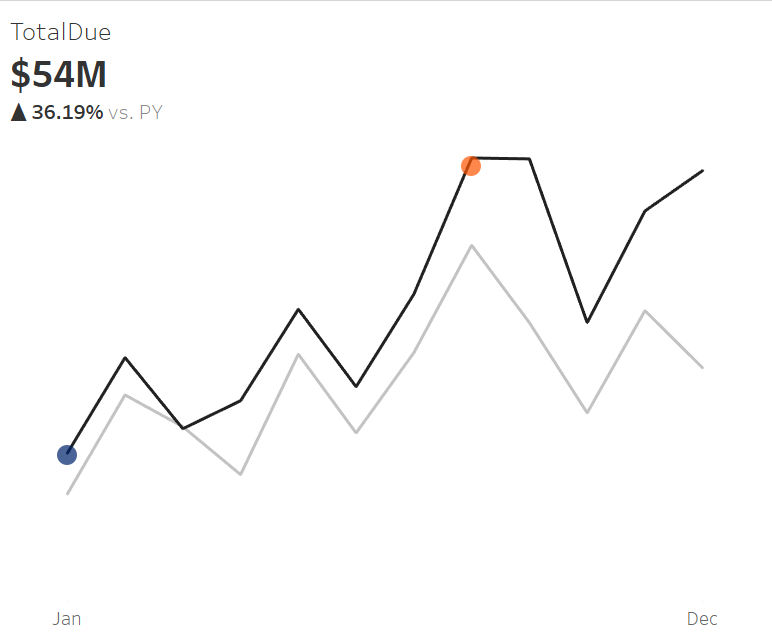 TotalDue
$54M
▲ 36.19% vs. PY
Jan Dec